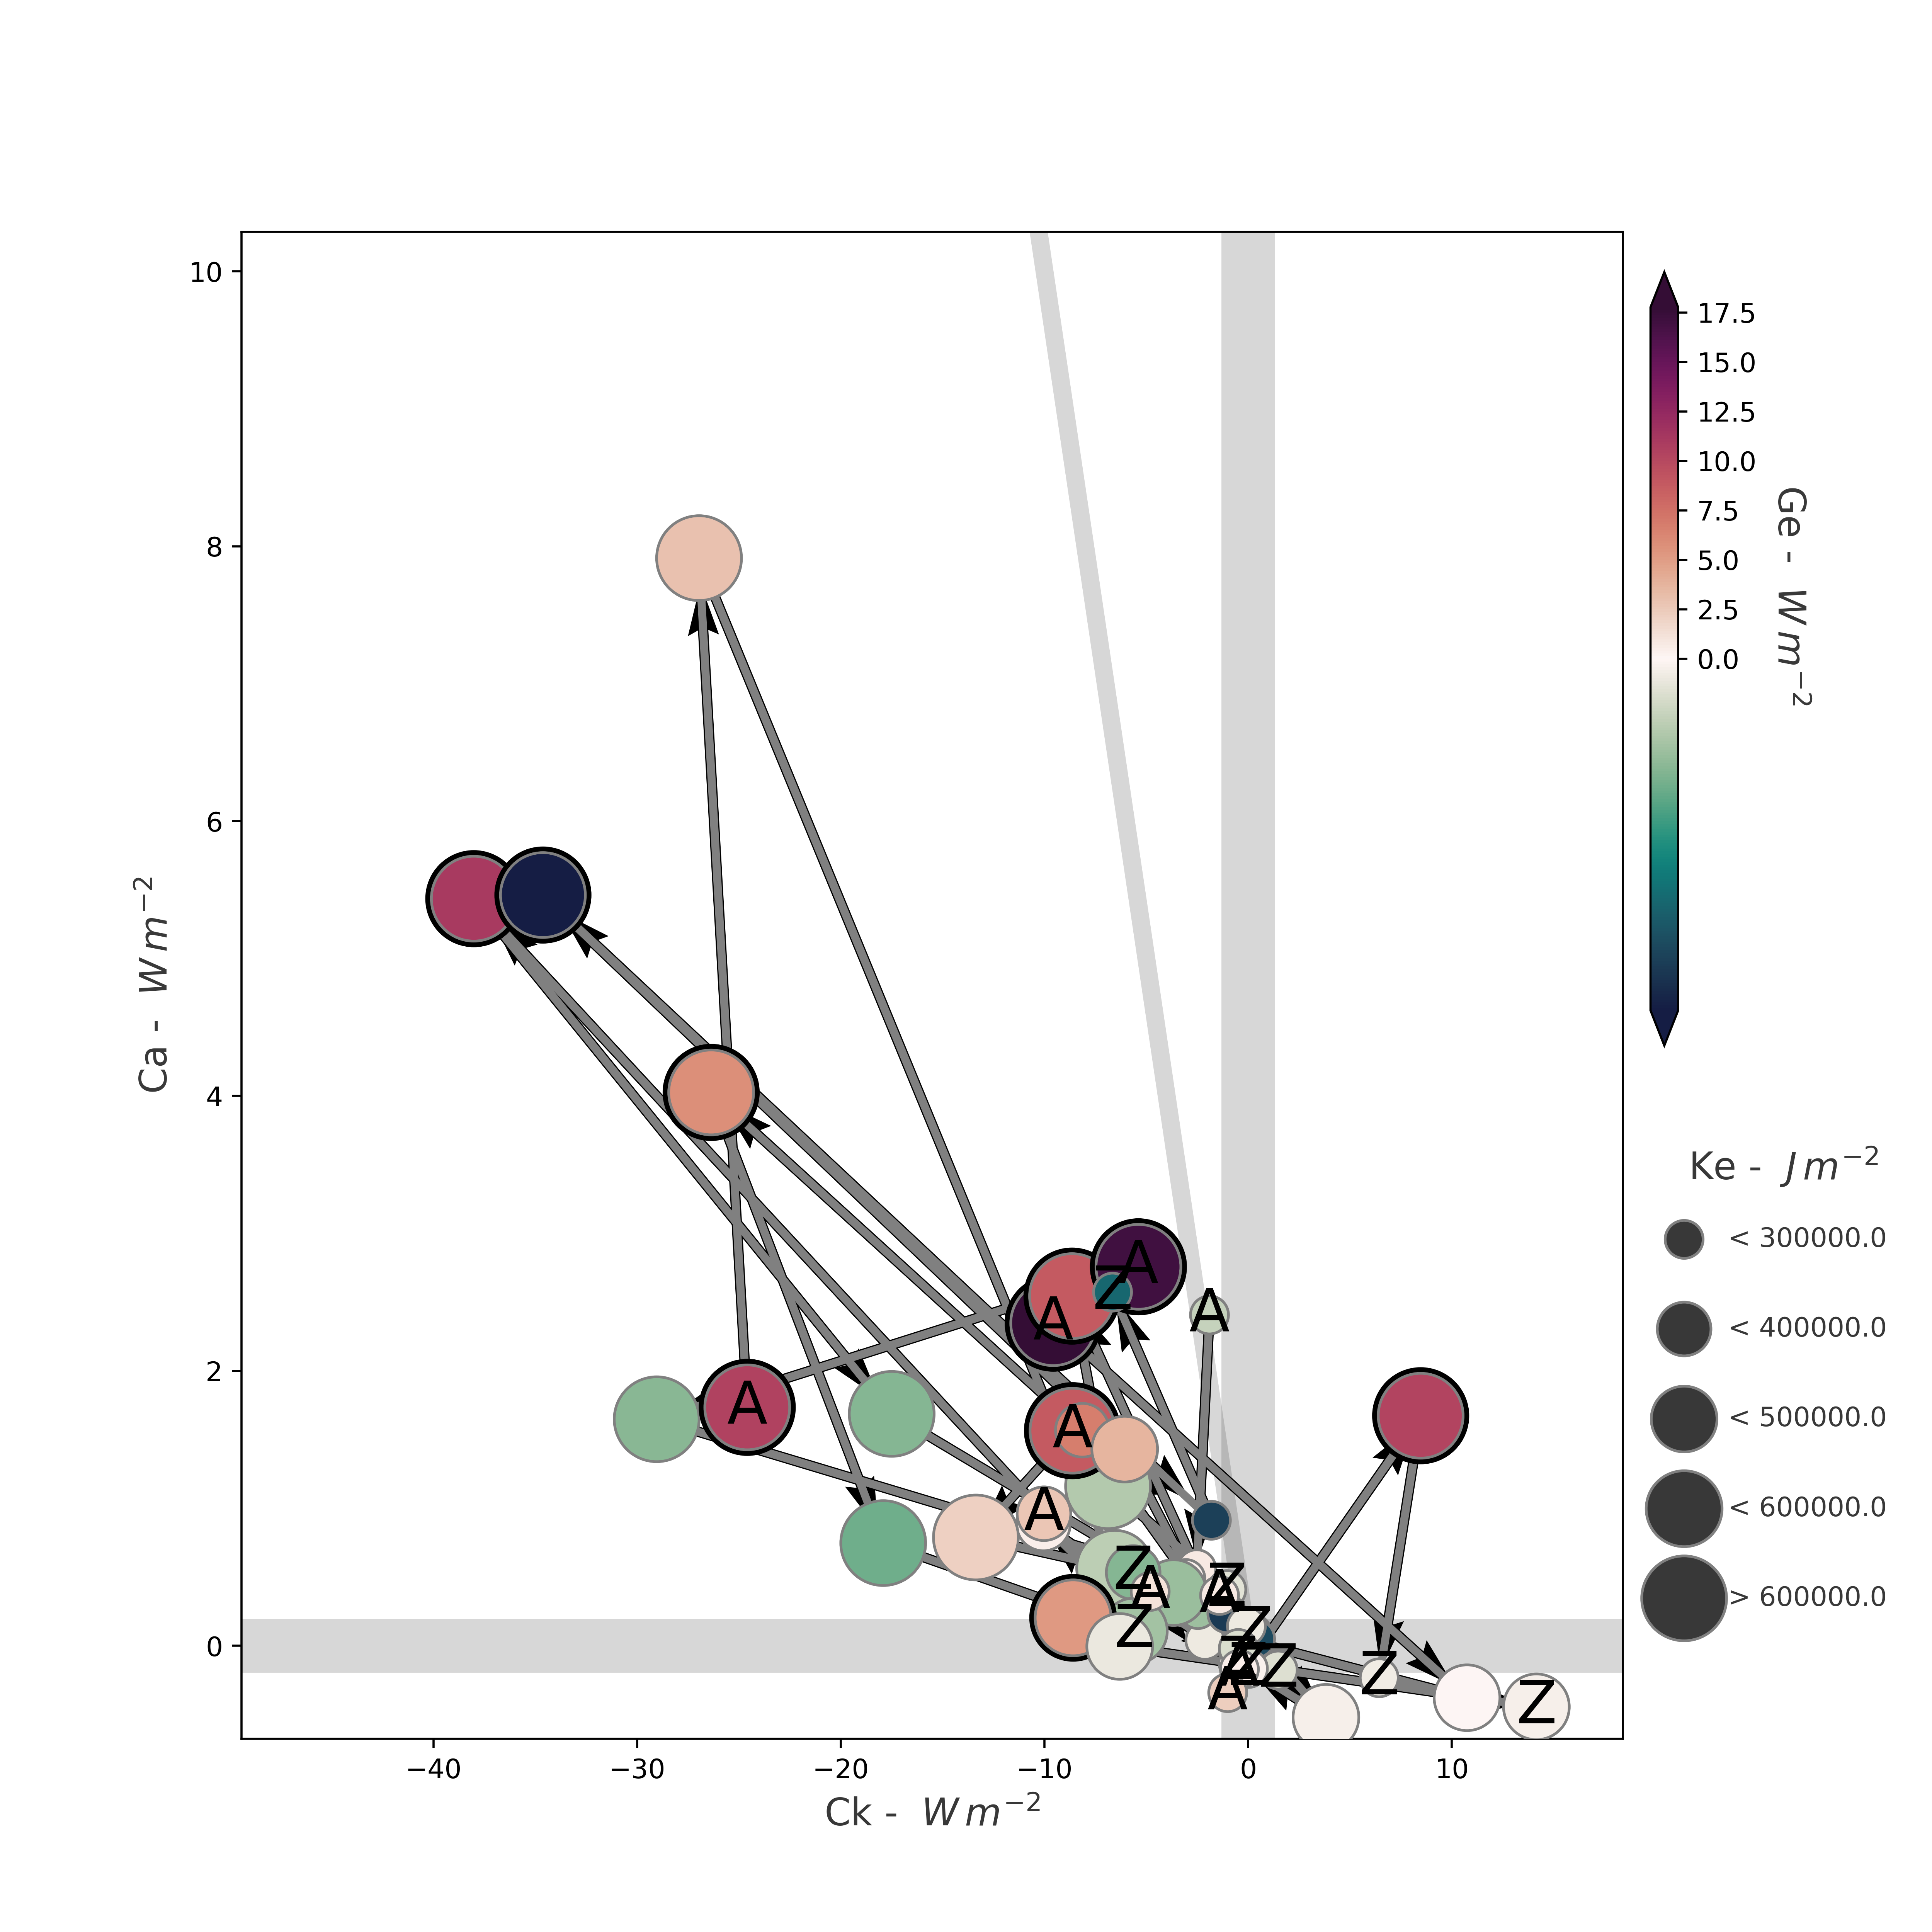 10
8
6
4
2
0
Ca - W m⁻²
−40
−30
−20
−10
0
10
Ck - W m⁻²
A
A
Z
A
A
A
A
Z
A
Z
A
Z
Z
Z
Z
A
Z
Z
17.5
15.0
12.5
10.0
7.5
5.0
2.5
0.0
Ge - W m⁻²
Ke - J m⁻²
< 300000.0
< 400000.0
< 500000.0
< 600000.0
> 600000.0